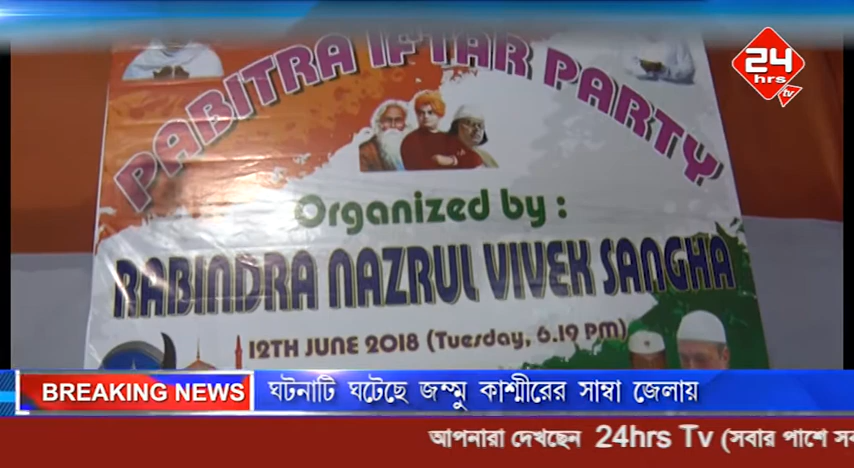 24
hrs
tv
PABITRA IFTAR PARTY
Organized by :
RABINDRA NAZRUL VIVEK SANGHA
12TH JUNE 2018 (Tuesday, 6.19 PM)
BREAKING NEWS ঘটনাটি ঘটেছে জম্মু কাশ্মীরের সাম্বা জেলায়
আপনারা দেখছেন 24hrs Tv (সবার পাশে